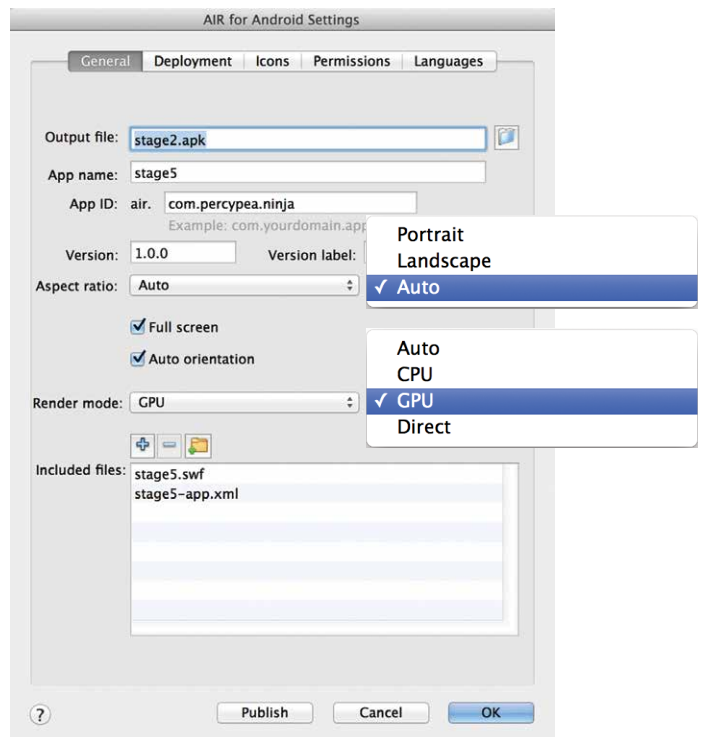 AIR for Android Settings
General Deployment Icons Permissions Languages
Output file: stage2.apk
App name: stage5
App ID: air. com.percypea.ninja
Example: com.yourdomain.app
Version: 1.0.0 Version label:
Aspect ratio: Auto
Portrait
Landscape
✓ Auto
Full screen
Auto orientation
Render mode: GPU
Auto
CPU
✓ GPU
Direct
Included files:
stage5.swf
stage5-app.xml
? Publish Cancel OK